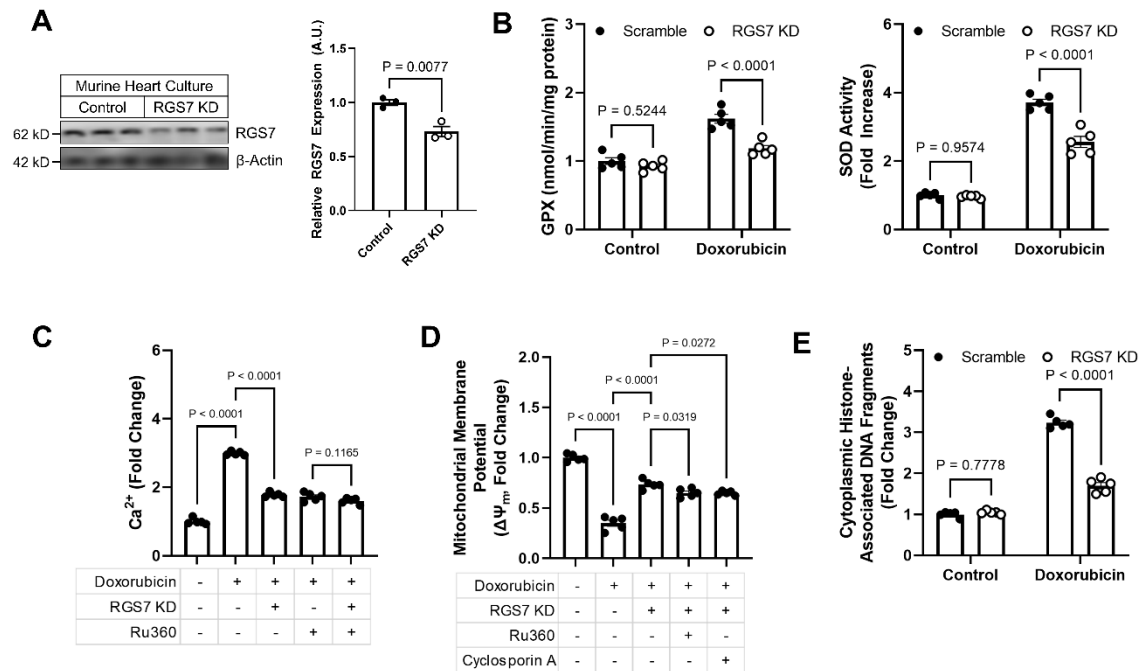 A
Murine Heart Culture
Control RGS7 KD
62 kD RGS7
42 kD β-Actin
Relative RGS7 Expression (A.U.)
1.5
1.0
0.5
0.0
P = 0.0077
Control
RGS7 KD
B
Scramble RGS7 KD
GPX (nmol/min/mg protein)
3
2
1
0
P = 0.5244
P < 0.0001
Control Doxorubicin
Scramble RGS7 KD
SOD Activity
(Fold Increase)
6
4
2
0
P = 0.9574
P < 0.0001
Control Doxorubicin
C
Ca²⁺ (Fold Change)
6
4
2
0
P < 0.0001
P < 0.0001
P = 0.1165
Doxorubicin - + + + +
RGS7 KD - - + - +
Ru360 - - - + +
D
Mitochondrial Membrane
Potential
(ΔΨm, Fold Change)
2.0
1.5
1.0
0.5
0.0
P = 0.0272
P < 0.0001
P < 0.0001
P = 0.0319
Doxorubicin - + + + +
RGS7 KD - - + + +
Ru360 - - - + -
Cyclosporin A - - - - +
E
Scramble RGS7 KD
Cytoplasmic Histone-
Associated DNA Fragments
(Fold Change)
5
4
3
2
1
0
P = 0.7778
P < 0.0001
Control Doxorubicin